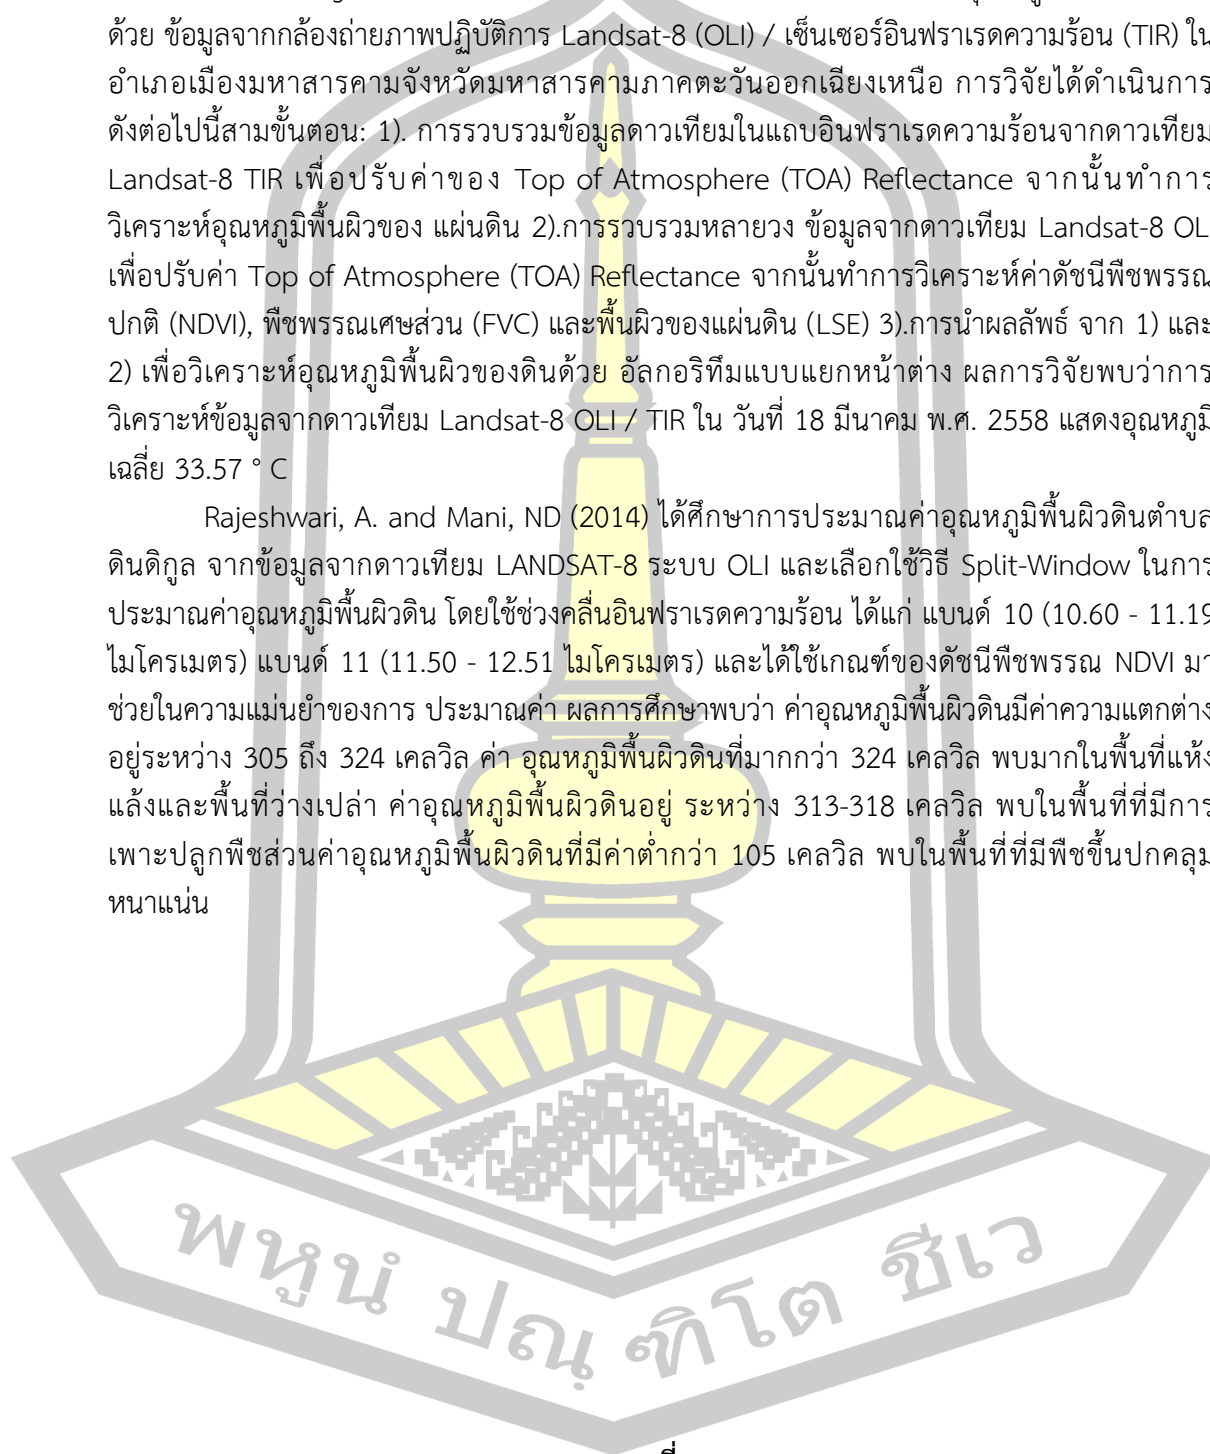 ด้วย ข้อมูลจากกล้องถ่ายภาพปฏิบัติการ Landsat-8 (OLI) / เซ็นเซอร์อินฟราเรดความร้อน (TIR) ใน
อำเภอเมืองมหาสารคามจังหวัดมหาสารคามภาคตะวันออกเฉียงเหนือ การวิจัยได้ดำเนินการ
ดังต่อไปนี้สามขั้นตอน: 1). การรวบรวมข้อมูลดาวเทียมในแถบอินฟราเรดความร้อนจากดาวเทียม
Landsat-8 TIR เพื่อปรับค่าของ Top of Atmosphere (TOA) Reflectance จากนั้นทำการ
วิเคราะห์อุณหภูมิพื้นผิวของ แผ่นดิน 2).การรวบรวมหลายวง ข้อมูลจากดาวเทียม Landsat-8 OL
เพื่อปรับค่า Top of Atmosphere (TOA) Reflectance จากนั้นทำการวิเคราะห์ค่าดัชนีพืชพรรณ
ปกติ (NDVI), พืชพรรณเศษส่วน (FVC) และพื้นผิวของแผ่นดิน (LSE) 3).การนำผลลัพธ์ จาก 1) และ
2) เพื่อวิเคราะห์อุณหภูมิพื้นผิวของดินด้วย อัลกอริทึมแบบแยกหน้าต่าง ผลการวิจัยพบว่าการ
วิเคราะห์ข้อมูลจากดาวเทียม Landsat-8 OLI / TIR ใน วันที่ 18 มีนาคม พ.ศ. 2558 แสดงอุณหภูมิ
เฉลี่ย 33.57 ° C
Rajeshwari, A. and Mani, ND (2014) ได้ศึกษาการประมาณค่าอุณหภูมิพื้นผิวดินตำบล
ดินดิกูล จากข้อมูลจากดาวเทียม LANDSAT-8 ระบบ OLI และเลือกใช้วิธี Split-Window ในการ
ประมาณค่าอุณหภูมิพื้นผิวดิน โดยใช้ช่วงคลื่นอินฟราเรดความร้อน ได้แก่ แบนด์ 10 (10.60 - 11.19
ไมโครเมตร) แบนด์ 11 (11.50 - 12.51 ไมโครเมตร) และได้ใช้เกณฑ์ของดัชนีพืชพรรณ NDVI มา
ช่วยในความแม่นยำของการ ประมาณค่า ผลการศึกษาพบว่า ค่าอุณหภูมิพื้นผิวดินมีค่าความแตกต่าง
อยู่ระหว่าง 305 ถึง 324 เคลวิล ค่า อุณหภูมิพื้นผิวดินที่มากกว่า 324 เคลวิล พบมากในพื้นที่แห้ง
แล้งและพื้นที่ว่างเปล่า ค่าอุณหภูมิพื้นผิวดินอยู่ ระหว่าง 313-318 เคลวิล พบในพื้นที่ที่มีการ
เพาะปลูกพืชส่วนค่าอุณหภูมิพื้นผิวดินที่มีค่าต่ำกว่า 105 เคลวิล พบในพื้นที่ที่มีพืชขึ้นปกคลุม
หนาแน่น
พหูนํ ปณฺฑิโต ชีเว